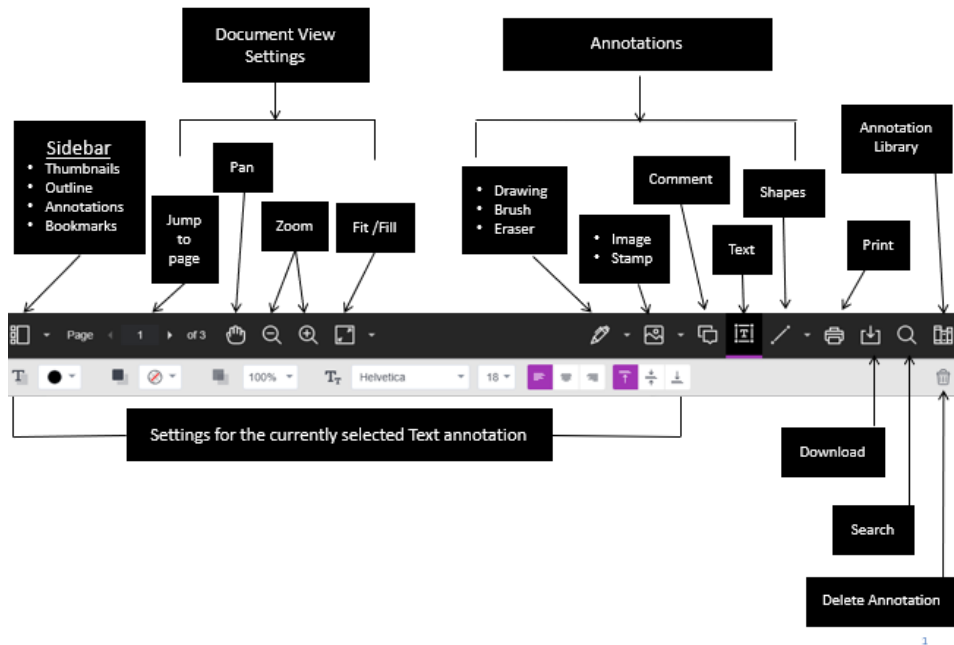 Document View
Settings
Annotations
Sidebar
• Thumbnails
• Outline
• Annotations
• Bookmarks
Jump
to
page
Pan
Zoom
Fit /Fill
• Drawing
• Brush
• Eraser
• Image
• Stamp
Comment
Text
Shapes
Print
Annotation
Library
Page 1 of 3
T
T
Helvetica
18
100%
Settings for the currently selected Text annotation
Download
Search
Delete Annotation
1